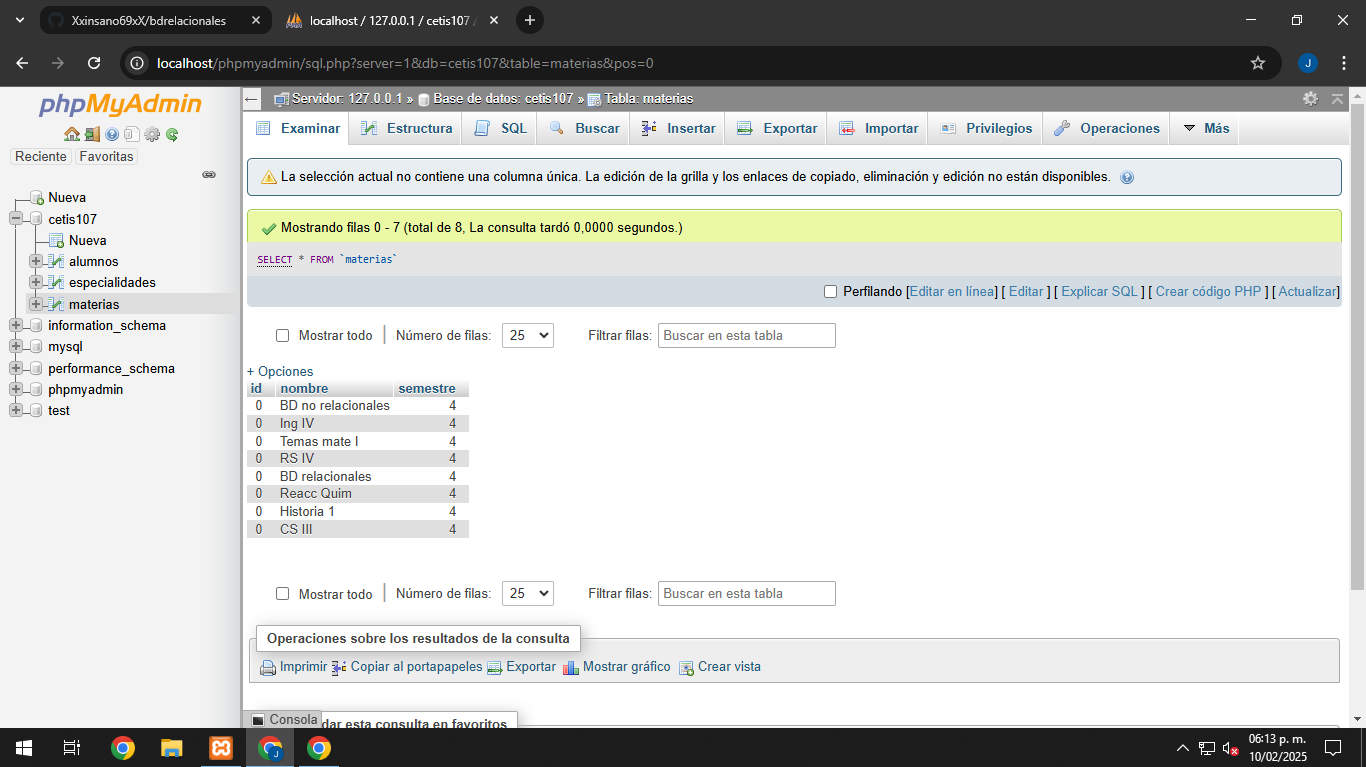 Xxinsano69xX/bdrelacionales
localhost / 127.0.0.1 / cetis107 /
localhost/phpmyadmin/sql.php?server=1&db=cetis107&table=materias&pos=0
J
phpMyAdmin
Reciente Favoritas
Nueva
cetis107
Nueva
alumnos
especialidades
materias
information_schema
mysql
performance_schema
phpmyadmin
test
Servidor: 127.0.0.1 » Base de datos: cetis107 » Tabla: materias
Examinar Estructura SQL Buscar Insertar Exportar Importar Privilegios Operaciones Más
La selección actual no contiene una columna única. La edición de la grilla y los enlaces de copiado, eliminación y edición no están disponibles.
Mostrando filas 0 - 7 (total de 8, La consulta tardó 0,0000 segundos.)
SELECT * FROM `materias`
Perfilando [Editar en línea] [ Editar ] [ Explicar SQL ] [ Crear código PHP ] [ Actualizar]
Mostrar todo | Número de filas: 25 Filtrar filas: Buscar en esta tabla
+ Opciones
id nombre semestre
0 BD no relacionales 4
0 Ing IV 4
0 Temas mate I 4
0 RS IV 4
0 BD relacionales 4
0 Reacc Quim 4
0 Historia 1 4
0 CS III 4
Mostrar todo | Número de filas: 25 Filtrar filas: Buscar en esta tabla
Operaciones sobre los resultados de la consulta
Imprimir Copiar al portapapeles Exportar Mostrar gráfico Crear vista
Consola
dar esta consulta en favoritos
J
06:13 p. m.
10/02/2025